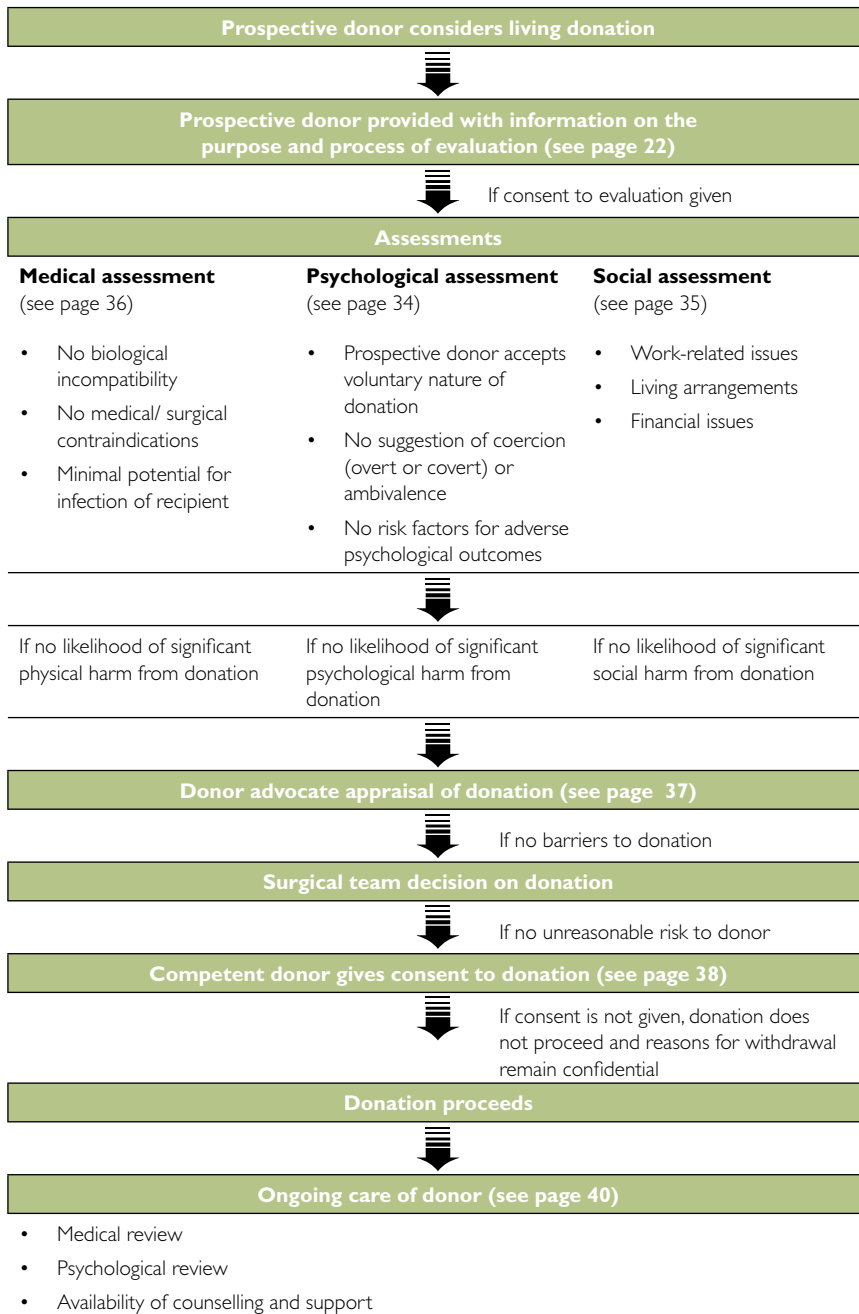 Prospective donor considers living donation
Prospective donor provided with information on the
purpose and process of evaluation (see page 22)
If consent to evaluation given
Assessments
Medical assessment
(see page 36)
• No biological
incompatibility
• No medical/ surgical
contraindications
• Minimal potential for
infection of recipient
Psychological assessment
(see page 34)
• Prospective donor accepts
voluntary nature of
donation
• No suggestion of coercion
(overt or covert) or
ambivalence
• No risk factors for adverse
psychological outcomes
Social assessment
(see page 35)
• Work-related issues
• Living arrangements
• Financial issues
If no likelihood of significant
physical harm from donation
If no likelihood of significant
psychological harm from
donation
If no likelihood of significant
social harm from donation
Donor advocate appraisal of donation (see page 37)
If no barriers to donation
Surgical team decision on donation
If no unreasonable risk to donor
Competent donor gives consent to donation (see page 38)
If consent is not given, donation does
not proceed and reasons for withdrawal
remain confidential
Donation proceeds
Ongoing care of donor (see page 40)
• Medical review
• Psychological review
• Availability of counselling and support